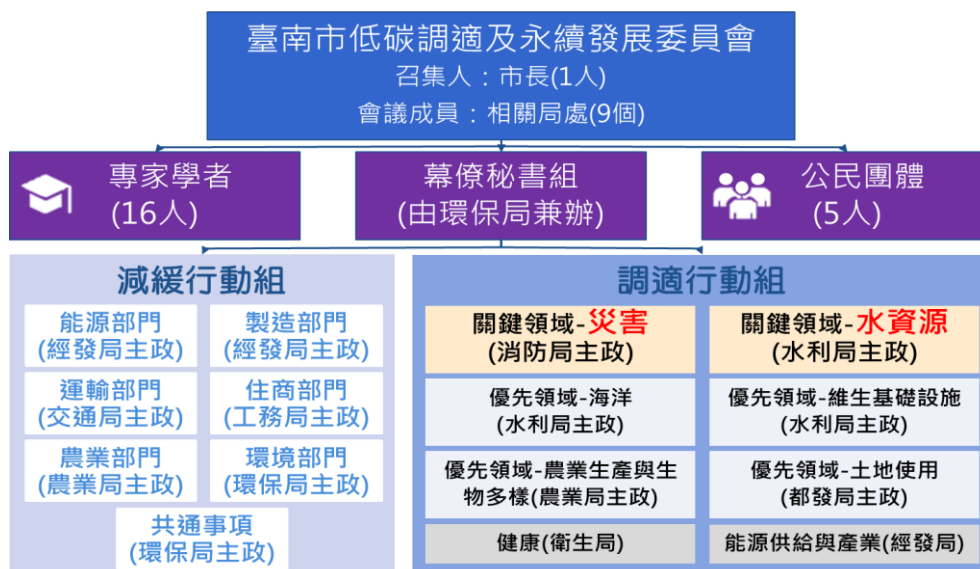 臺南市低碳調適及永續發展委員會
召集人：市長(1人)
會議成員：相關局處(9個)
專家學者
(16人)
幕僚秘書組
(由環保局兼辦)
公民團體
(5人)
減緩行動組
能源部門
(經發局主政)
製造部門
(經發局主政)
運輸部門
(交通局主政)
住商部門
(工務局主政)
農業部門
(農業局主政)
環境部門
(環保局主政)
共通事項
(環保局主政)
調適行動組
關鍵領域-災害
(消防局主政)
關鍵領域-水資源
(水利局主政)
優先領域-海洋
(水利局主政)
優先領域-維生基礎設施
(水利局主政)
優先領域-農業生產與生
物多樣(農業局主政)
優先領域-土地使用
(都發局主政)
健康(衛生局)
能源供給與產業(經發局)